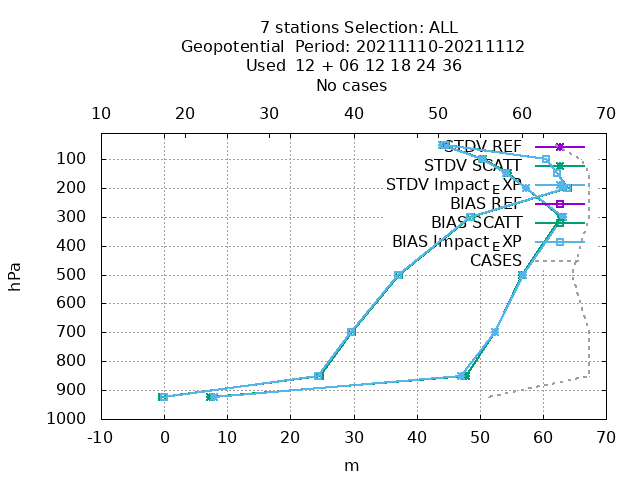 7 stations Selection: ALL
Geopotential Period: 20211110-20211112
Used 12 + 06 12 18 24 36
No cases
10 20 30 40 50 60 70
STDV REF
STDV SCATT
STDV Impact_EXP
BIAS REF
BIAS SCATT
BIAS Impact_EXP
CASES
100
200
300
400
500
600
700
800
900
1000
hPa
-10 0 10 20 30 40 50 60 70
m